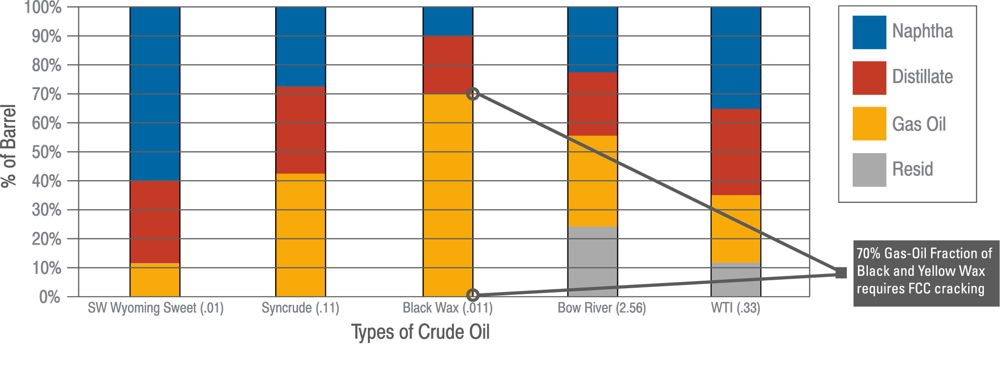 100%
90%
80%
70%
60%
50%
40%
30%
20%
10%
0%
% of Barrel
SW Wyoming Sweet (.01)
Syncrude (.11)
Black Wax (.011)
Bow River (2.56)
WTI (.33)
Types of Crude Oil
Naphtha
Distillate
Gas Oil
Resid
70% Gas-Oil Fraction of
Black and Yellow Wax
requires FCC cracking